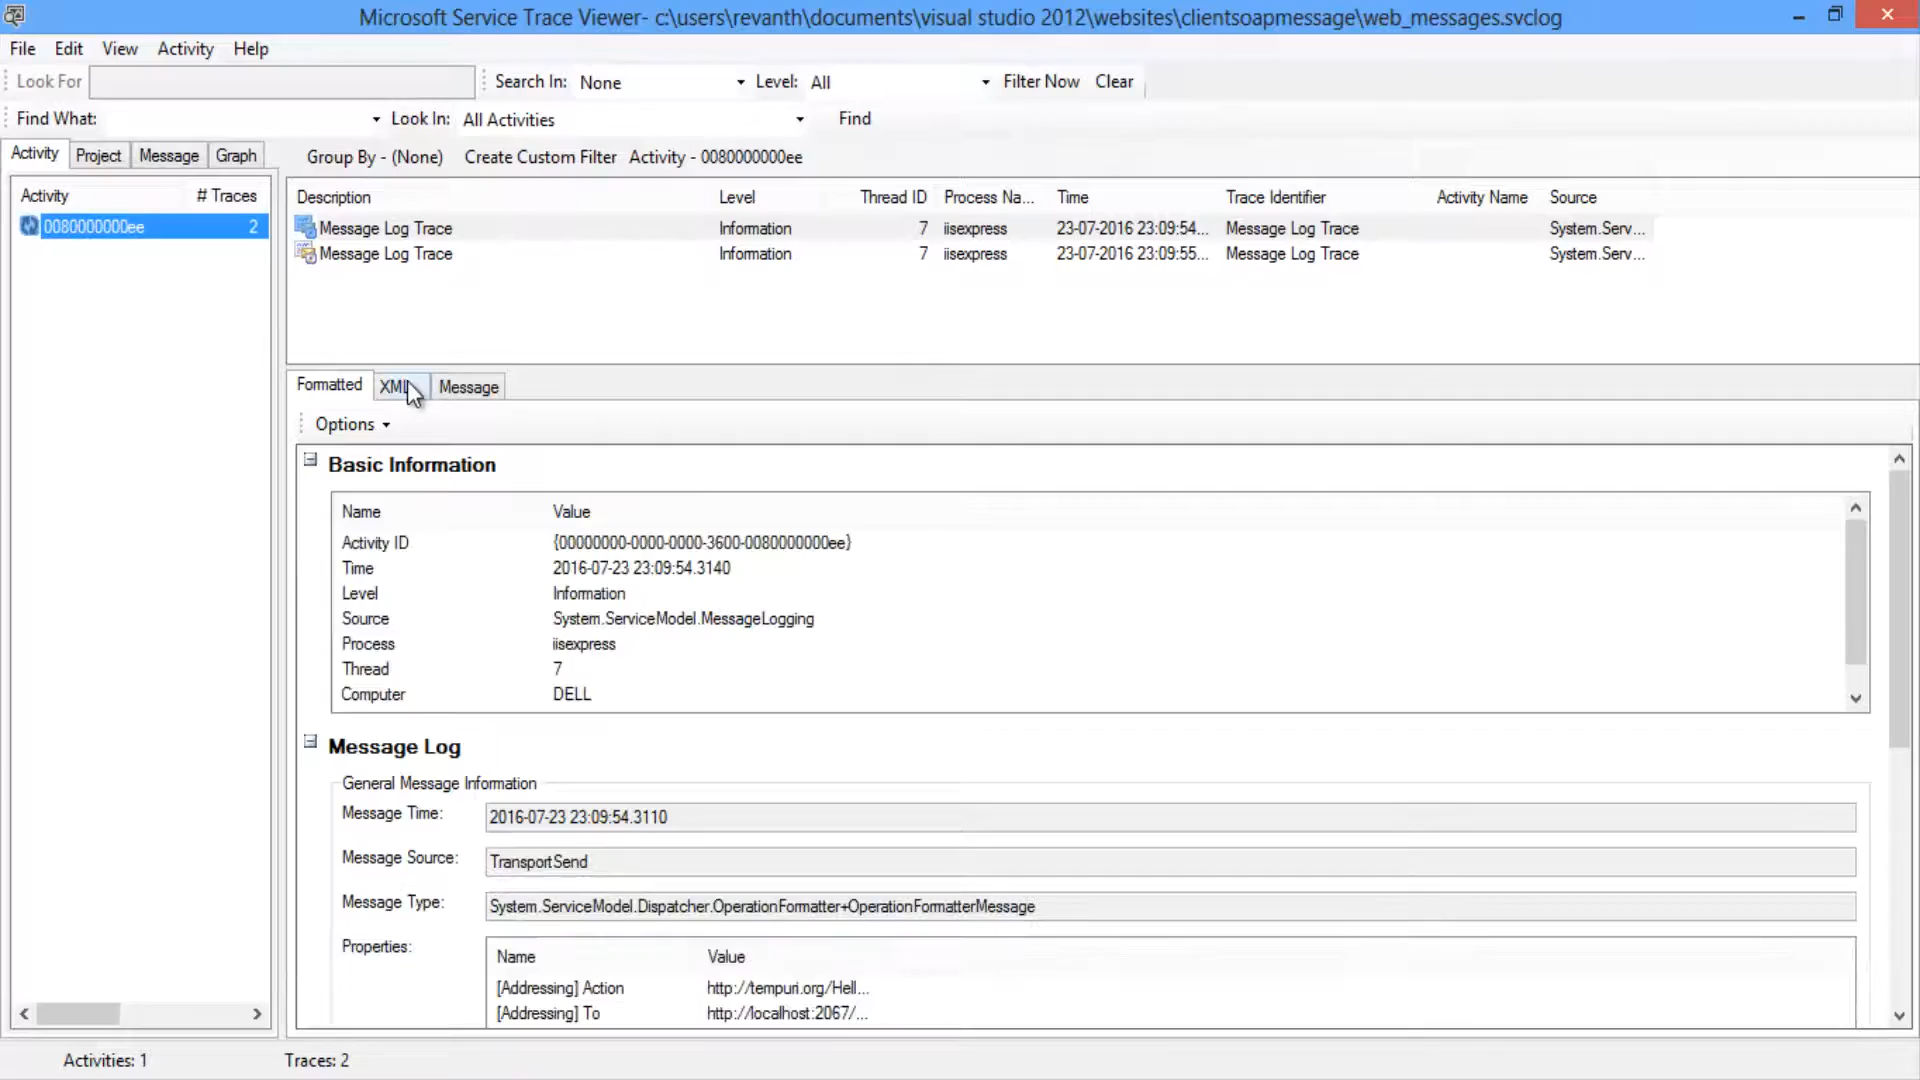 Microsoft Service Trace Viewer- c:\users\revanth\documents\visual studio 2012\websites\clientsoapmessage\web_messages.svclog
File Edit View Activity Help
Look For Search In: None Level: All Filter Now Clear
Find What: Look In: All Activities Find
Activity Project Message Graph Group By - (None) Create Custom Filter Activity - 0080000000ee
Activity # Traces
0080000000ee 2
Description Level Thread ID Process Na... Time Trace Identifier Activity Name Source
Message Log Trace Information 7 iisexpress 23-07-2016 23:09:54... Message Log Trace System.Serv...
Message Log Trace Information 7 iisexpress 23-07-2016 23:09:55... Message Log Trace System.Serv...
Formatted XML Message
Options
Basic Information
Name Value
Activity ID {00000000-0000-0000-3600-0080000000ee}
Time 2016-07-23 23:09:54.3140
Level Information
Source System.ServiceModel.MessageLogging
Process iisexpress
Thread 7
Computer DELL
Message Log
General Message Information
Message Time: 2016-07-23 23:09:54.3110
Message Source: TransportSend
Message Type: System.ServiceModel.Dispatcher.OperationFormatter+OperationFormatterMessage
Properties: Name Value
[Addressing] Action http://tempuri.org/Hell...
[Addressing] To http://localhost:2067/...
Activities: 1 Traces: 2